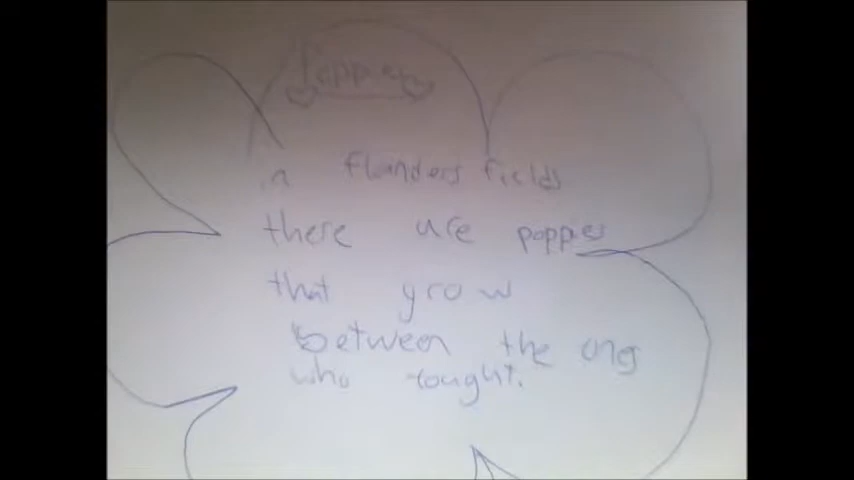 Poppies
in flanders fields
there are poppies
that grow
between the ones
who fought.